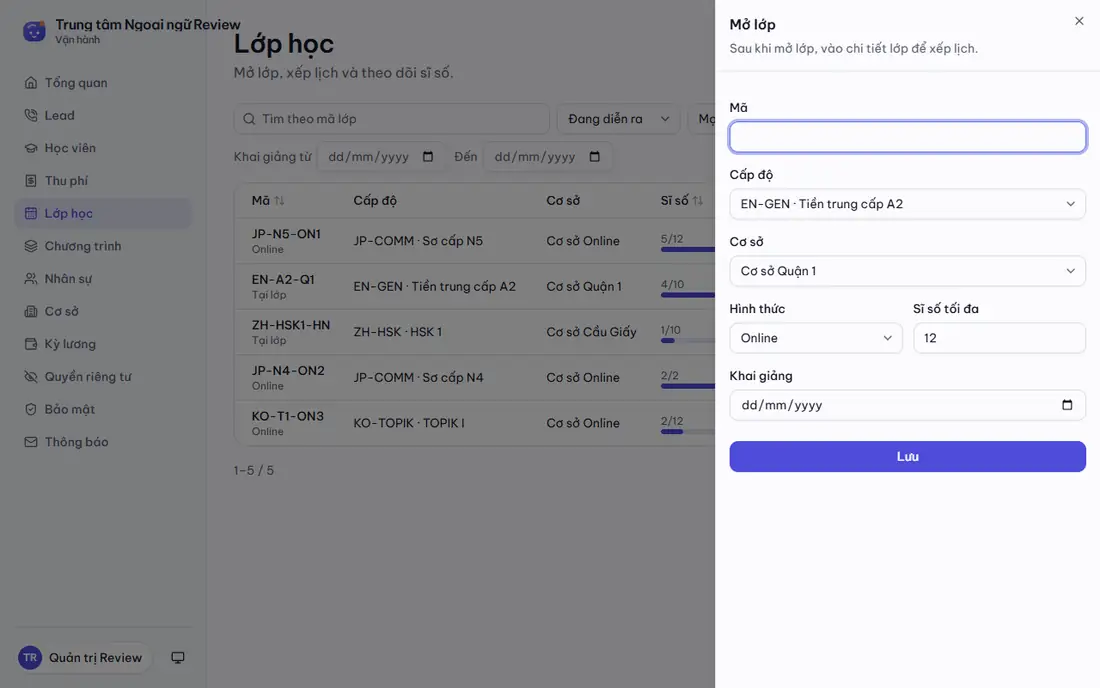 Trung tâm Ngoại ngữ Review
Vận hành
Tổng quan
Lead
Học viên
Thu phí
Lớp học
Chương trình
Nhân sự
Cơ sở
Kỳ lương
Quyền riêng tư
Bảo mật
Thông báo
TR Quản trị Review
Lớp học
Mở lớp, xếp lịch và theo dõi sĩ số.
Tìm theo mã lớp
Đang diễn ra
Khai giảng từ dd/mm/yyyy Đến dd/mm/yyyy
Mã Cấp độ Cơ sở Sĩ số
JP-N5-ON1 JP-COMM · Sơ cấp N5 Cơ sở Online 5/12
Online
EN-A2-Q1 EN-GEN · Tiền trung cấp A2 Cơ sở Quận 1 4/10
Tại lớp
ZH-HSK1-HN ZH-HSK · HSK 1 Cơ sở Cầu Giấy 1/10
Tại lớp
JP-N4-ON2 JP-COMM · Sơ cấp N4 Cơ sở Online 2/2
Online
KO-T1-ON3 KO-TOPIK · TOPIK I Cơ sở Online 2/12
Online
1–5 / 5
Mở lớp
Sau khi mở lớp, vào chi tiết lớp để xếp lịch.
Mã
Cấp độ
EN-GEN · Tiền trung cấp A2
Cơ sở
Cơ sở Quận 1
Hình thức Sĩ số tối đa
Online 12
Khai giảng
dd/mm/yyyy
Lưu